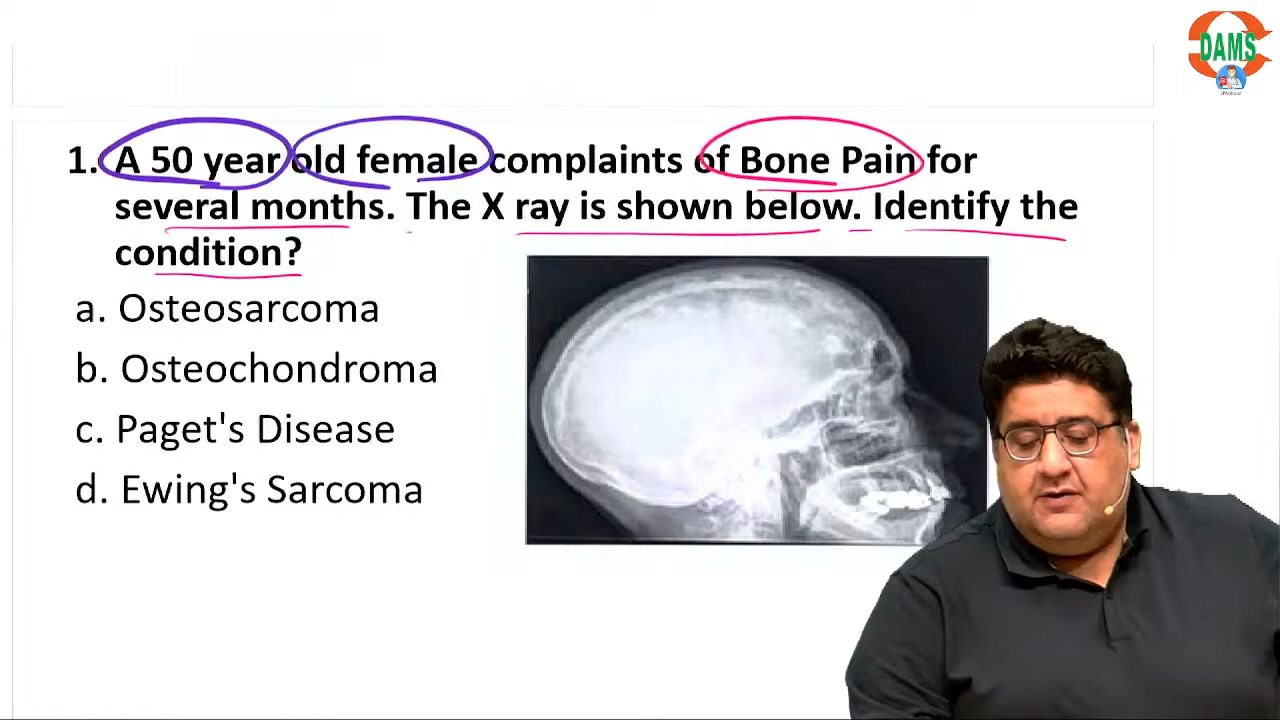 DAMS
1. A 50 year old female complaints of Bone Pain for
several months. The X ray is shown below. Identify the
condition?
a. Osteosarcoma
b. Osteochondroma
c. Paget's Disease
d. Ewing's Sarcoma